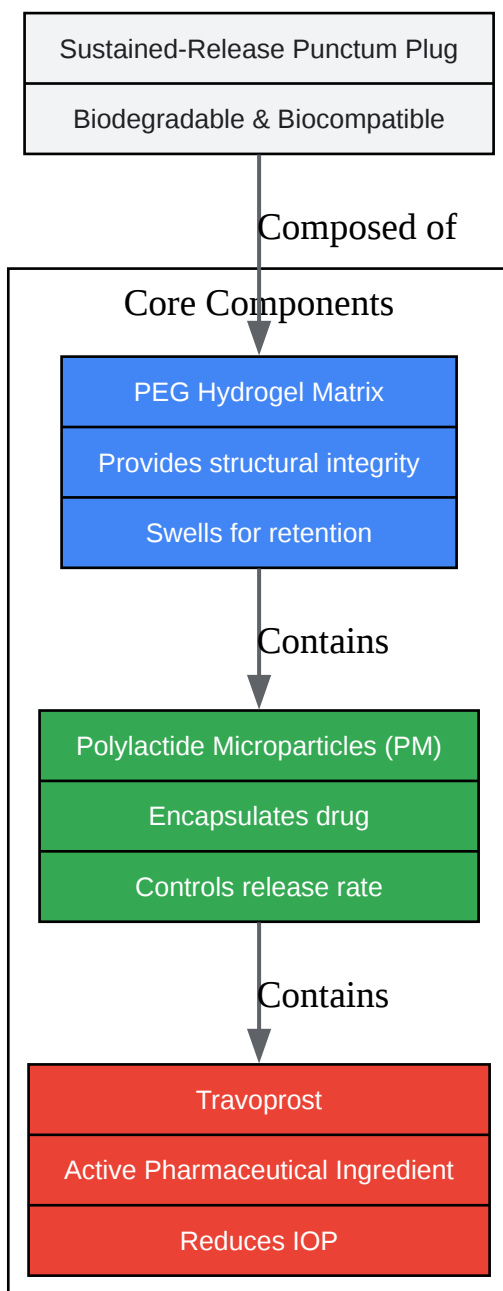 Sustained-Release Punctum Plug
Biodegradable & Biocompatible
Composed of
Core Components
PEG Hydrogel Matrix
Provides structural integrity
Swells for retention
Contains
Polylactide Microparticles (PM)
Encapsulates drug
Controls release rate
Contains
Travoprost
Active Pharmaceutical Ingredient
Reduces IOP